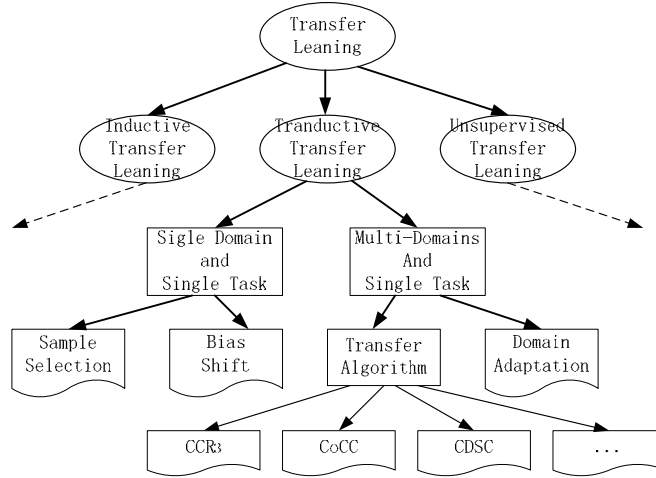 Transfer
Leaning
Inductive
Transfer
Leaning
Tranductive
Transfer
Leaning
Unsupervised
Transfer
Leaning
Sigle Domain
and
Single Task
Multi-Domains
And
Single Task
Sample
Selection
Bias
Shift
Transfer
Algorithm
Domain
Adaptation
CCR3
CoCC
CDSC
...